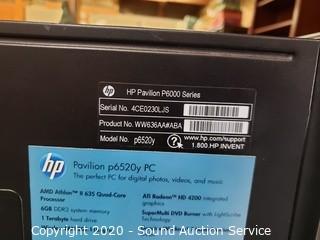 hp HP Pavilion P6000 Series
Serial No. 4CE0230LJS
Product No. WW636AA#ABA
Model p6520y
www.hp.com/support
1.800.HP.INVENT
hp Pavilion p6520y PC
The perfect PC for digital photos, videos, and music
AMD Athlon II 635 Quad-Core
Processor
6GB DDR3 system memory
1 Terabyte hard drive
ATI Radeon HD 4200 integrated
graphics
SuperMulti DVD Burner with LightScribe
Technology
Copyright 2020 - Sound Auction Service